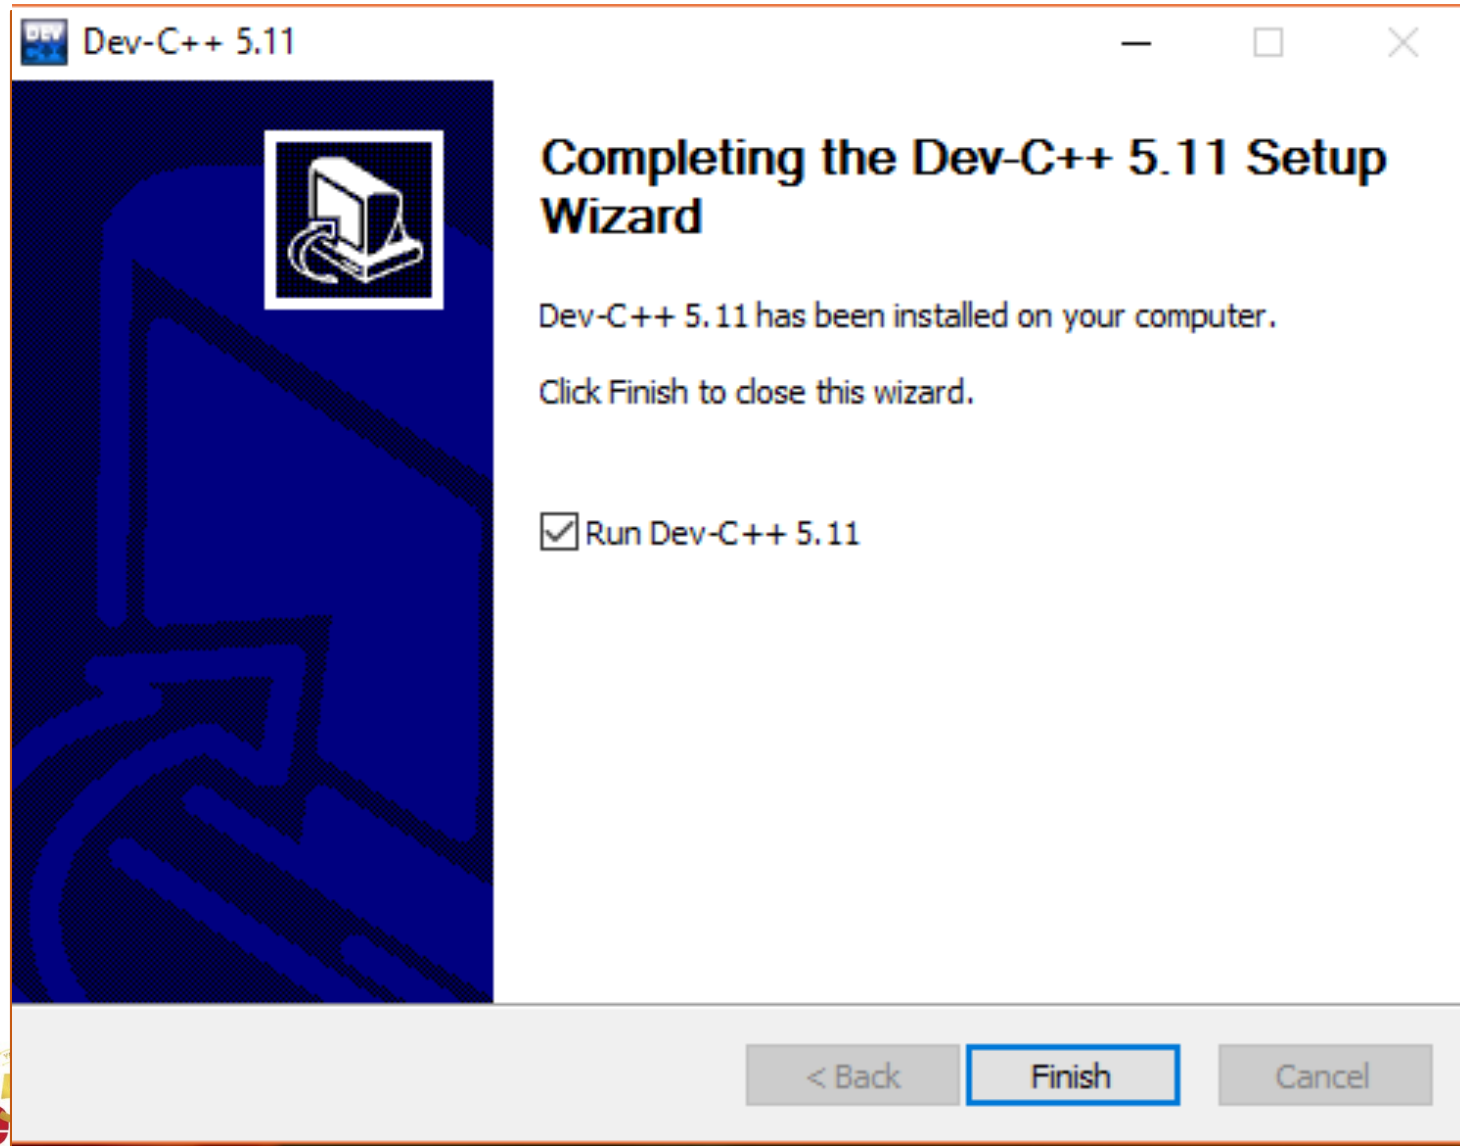 Dev-C++ 5.11
Completing the Dev-C++ 5.11 Setup
Wizard
Dev-C++ 5.11 has been installed on your computer.
Click Finish to close this wizard.
Run Dev-C++ 5.11
< Back
Finish
Cancel